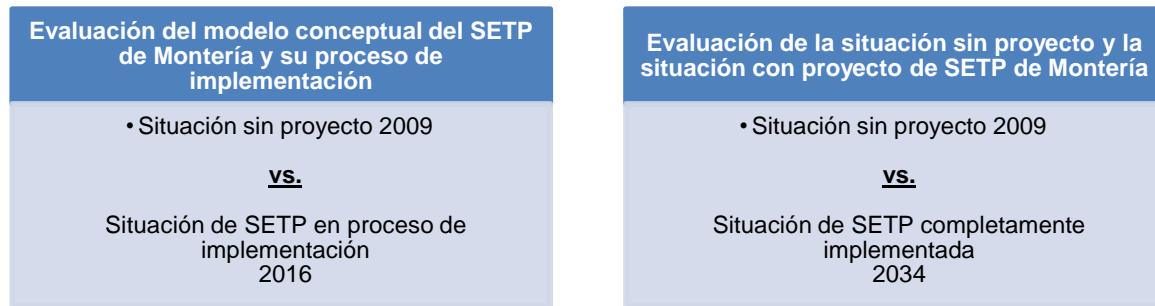 Evaluación del modelo conceptual del SETP
de Montería y su proceso de
implementación
• Situación sin proyecto 2009
vs.
Situación de SETP en proceso de
implementación
2016
Evaluación de la situación sin proyecto y la
situación con proyecto de SETP de Montería
• Situación sin proyecto 2009
vs.
Situación de SETP completamente
implementada
2034